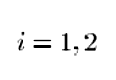 i = 1, 2